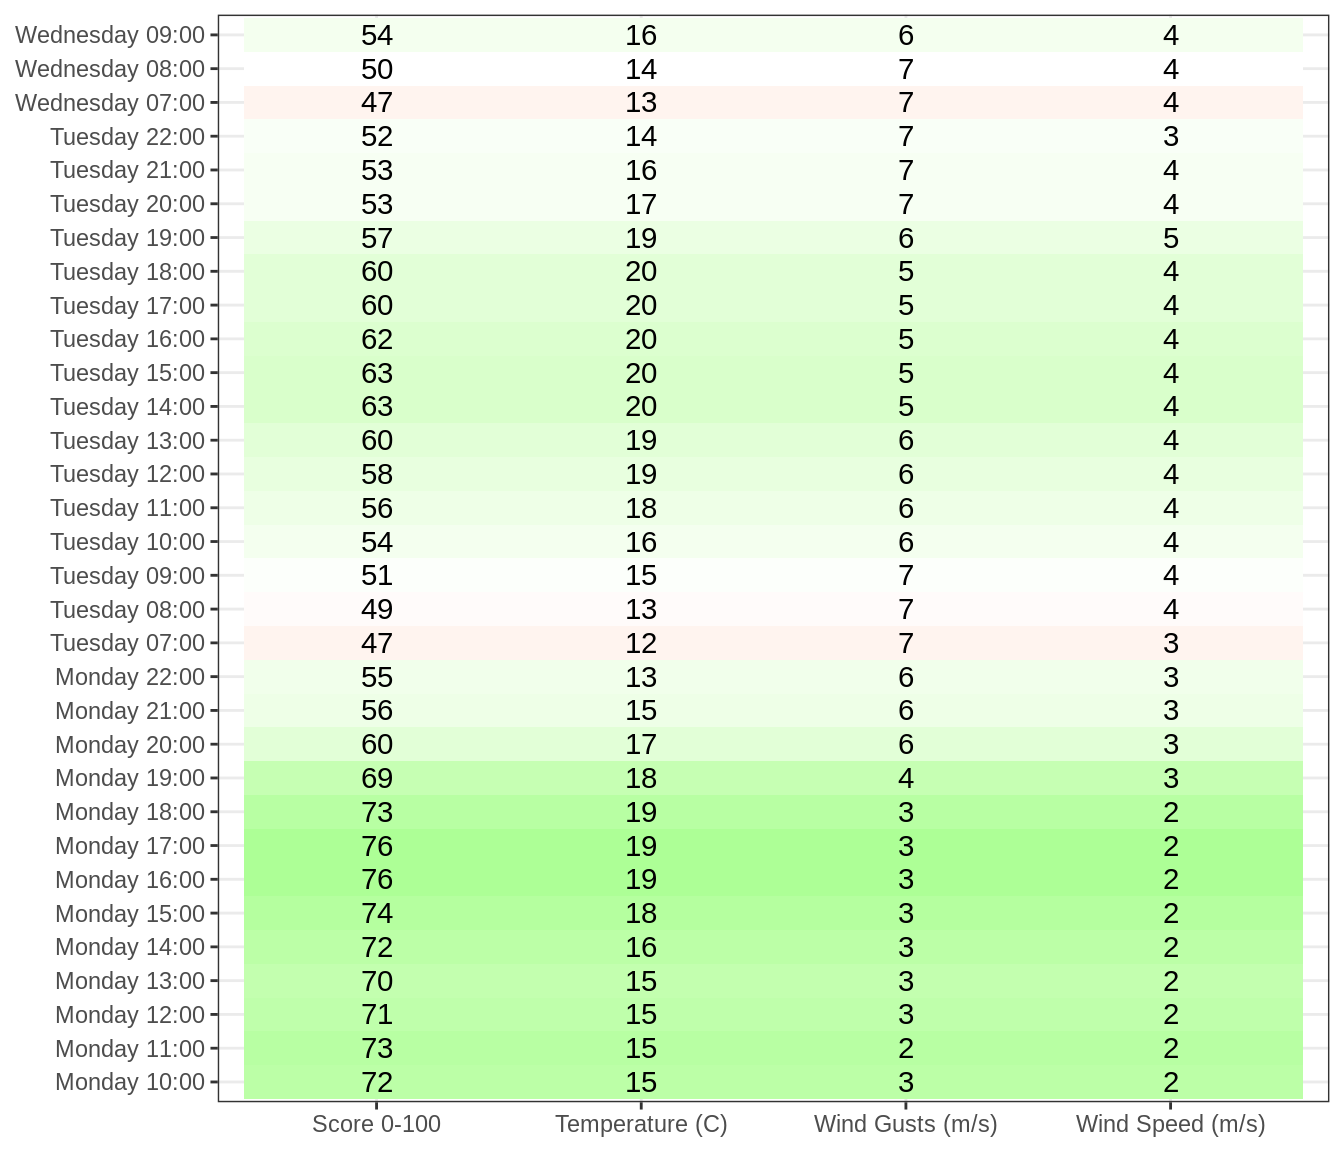 Wednesday 09:00 54 16 6 4
Wednesday 08:00 50 14 7 4
Wednesday 07:00 47 13 7 4
Tuesday 22:00 52 14 7 3
Tuesday 21:00 53 16 7 4
Tuesday 20:00 53 17 7 4
Tuesday 19:00 57 19 6 5
Tuesday 18:00 60 20 5 4
Tuesday 17:00 60 20 5 4
Tuesday 16:00 62 20 5 4
Tuesday 15:00 63 20 5 4
Tuesday 14:00 63 20 5 4
Tuesday 13:00 60 19 6 4
Tuesday 12:00 58 19 6 4
Tuesday 11:00 56 18 6 4
Tuesday 10:00 54 16 6 4
Tuesday 09:00 51 15 7 4
Tuesday 08:00 49 13 7 4
Tuesday 07:00 47 12 7 3
Monday 22:00 55 13 6 3
Monday 21:00 56 15 6 3
Monday 20:00 60 17 6 3
Monday 19:00 69 18 4 3
Monday 18:00 73 19 3 2
Monday 17:00 76 19 3 2
Monday 16:00 76 19 3 2
Monday 15:00 74 18 3 2
Monday 14:00 72 16 3 2
Monday 13:00 70 15 3 2
Monday 12:00 71 15 3 2
Monday 11:00 73 15 2 2
Monday 10:00 72 15 3 2
Score 0-100 Temperature (C) Wind Gusts (m/s) Wind Speed (m/s)